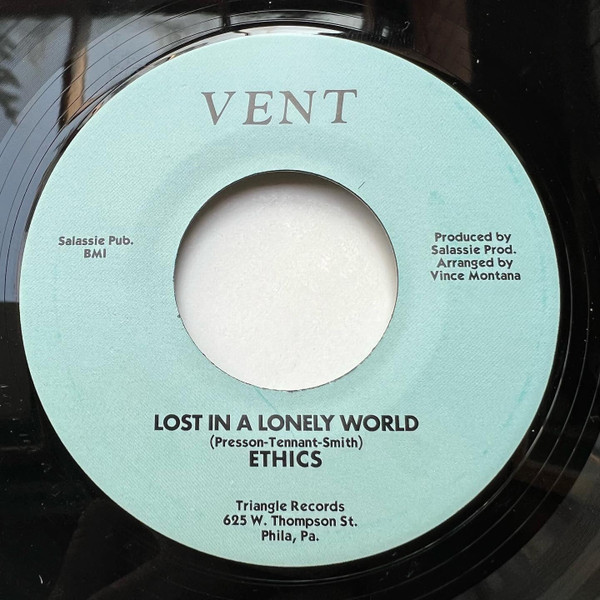 VENT
Salassie Pub.
BMI
Produced by
Salassie Prod.
Arranged by
Vince Montana
LOST IN A LONELY WORLD
(Presson-Tennant-Smith)
ETHICS
Triangle Records
625 W. Thompson St.
Phila, Pa.